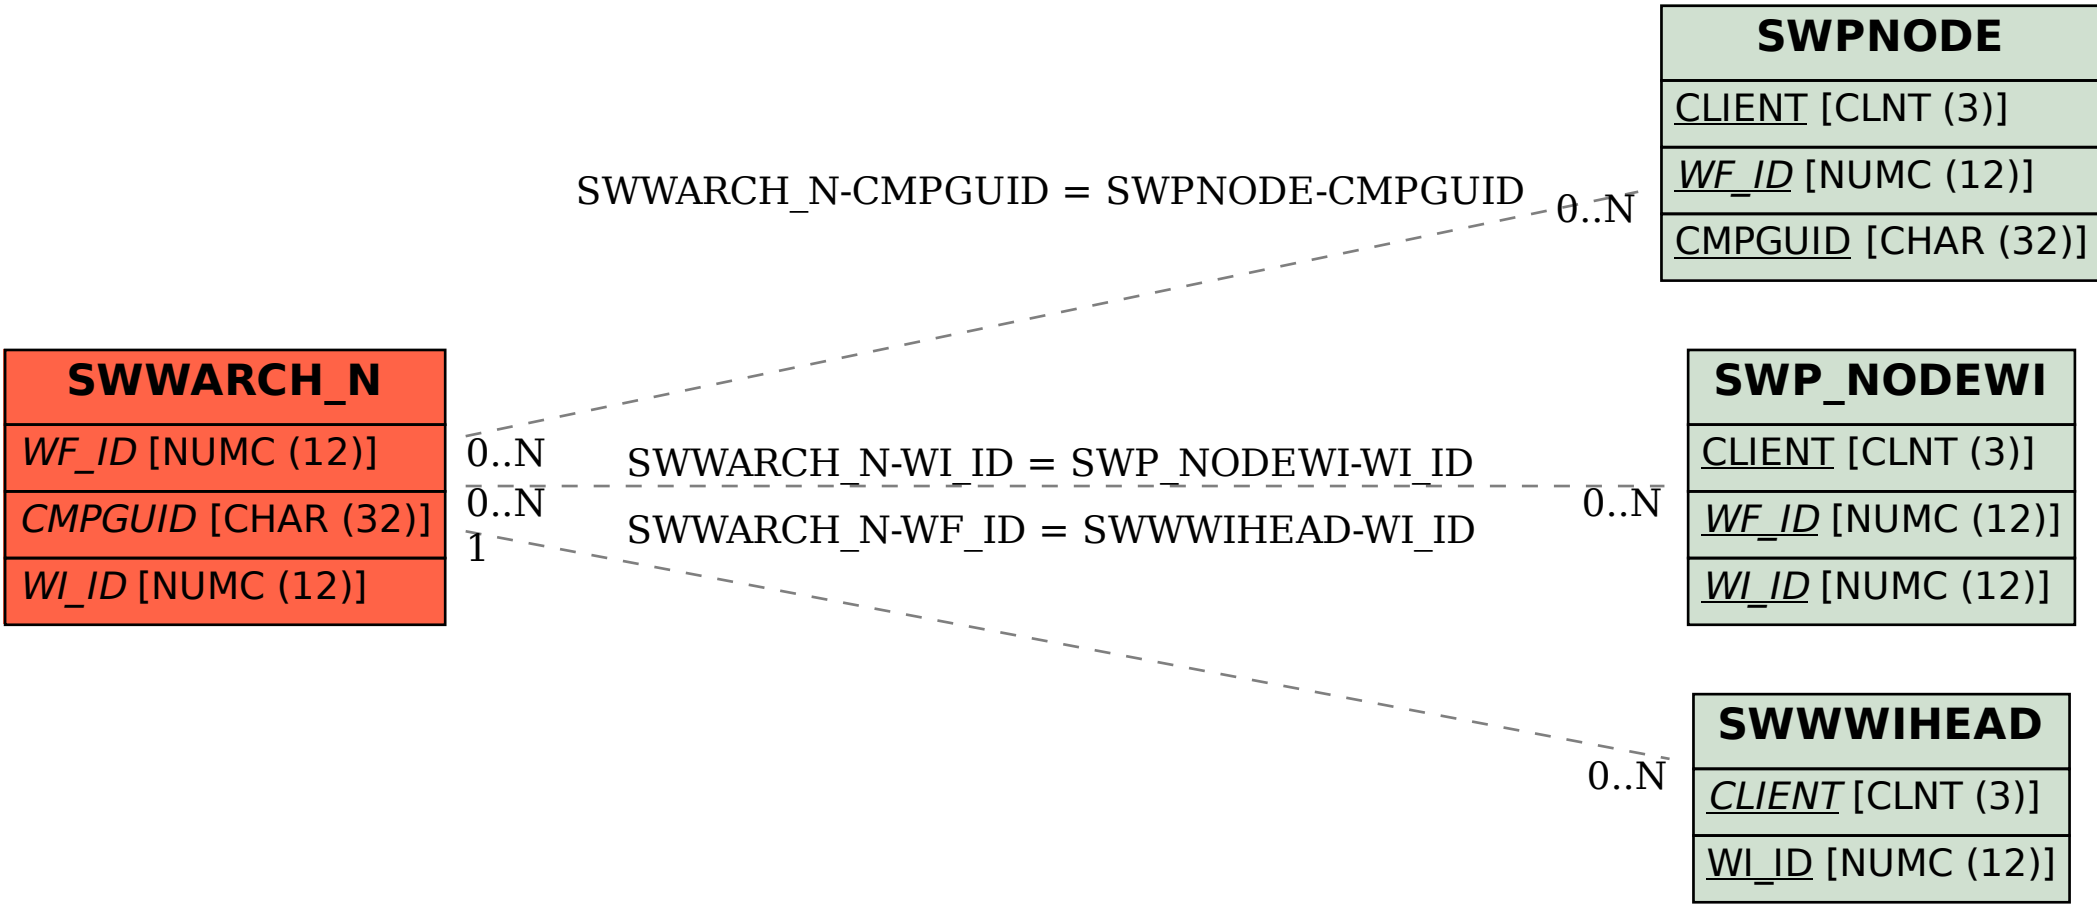 SWPNODE
CLIENT [CLNT (3)]
WF_ID [NUMC (12)]
CMPGUID [CHAR (32)]
SWWARCH_N-CMPGUID = SWPNODE-CMPGUID
0..N
SWWARCH_N
WF_ID [NUMC (12)]
CMPGUID [CHAR (32)]
WI_ID [NUMC (12)]
0..N
SWWARCH_N-WI_ID = SWP_NODEWI-WI_ID
0..N
0..N
SWWARCH_N-WF_ID = SWWWIHEAD-WI_ID
1
SWP_NODEWI
CLIENT [CLNT (3)]
WF_ID [NUMC (12)]
WI_ID [NUMC (12)]
0..N
SWWWIHEAD
CLIENT [CLNT (3)]
WI_ID [NUMC (12)]